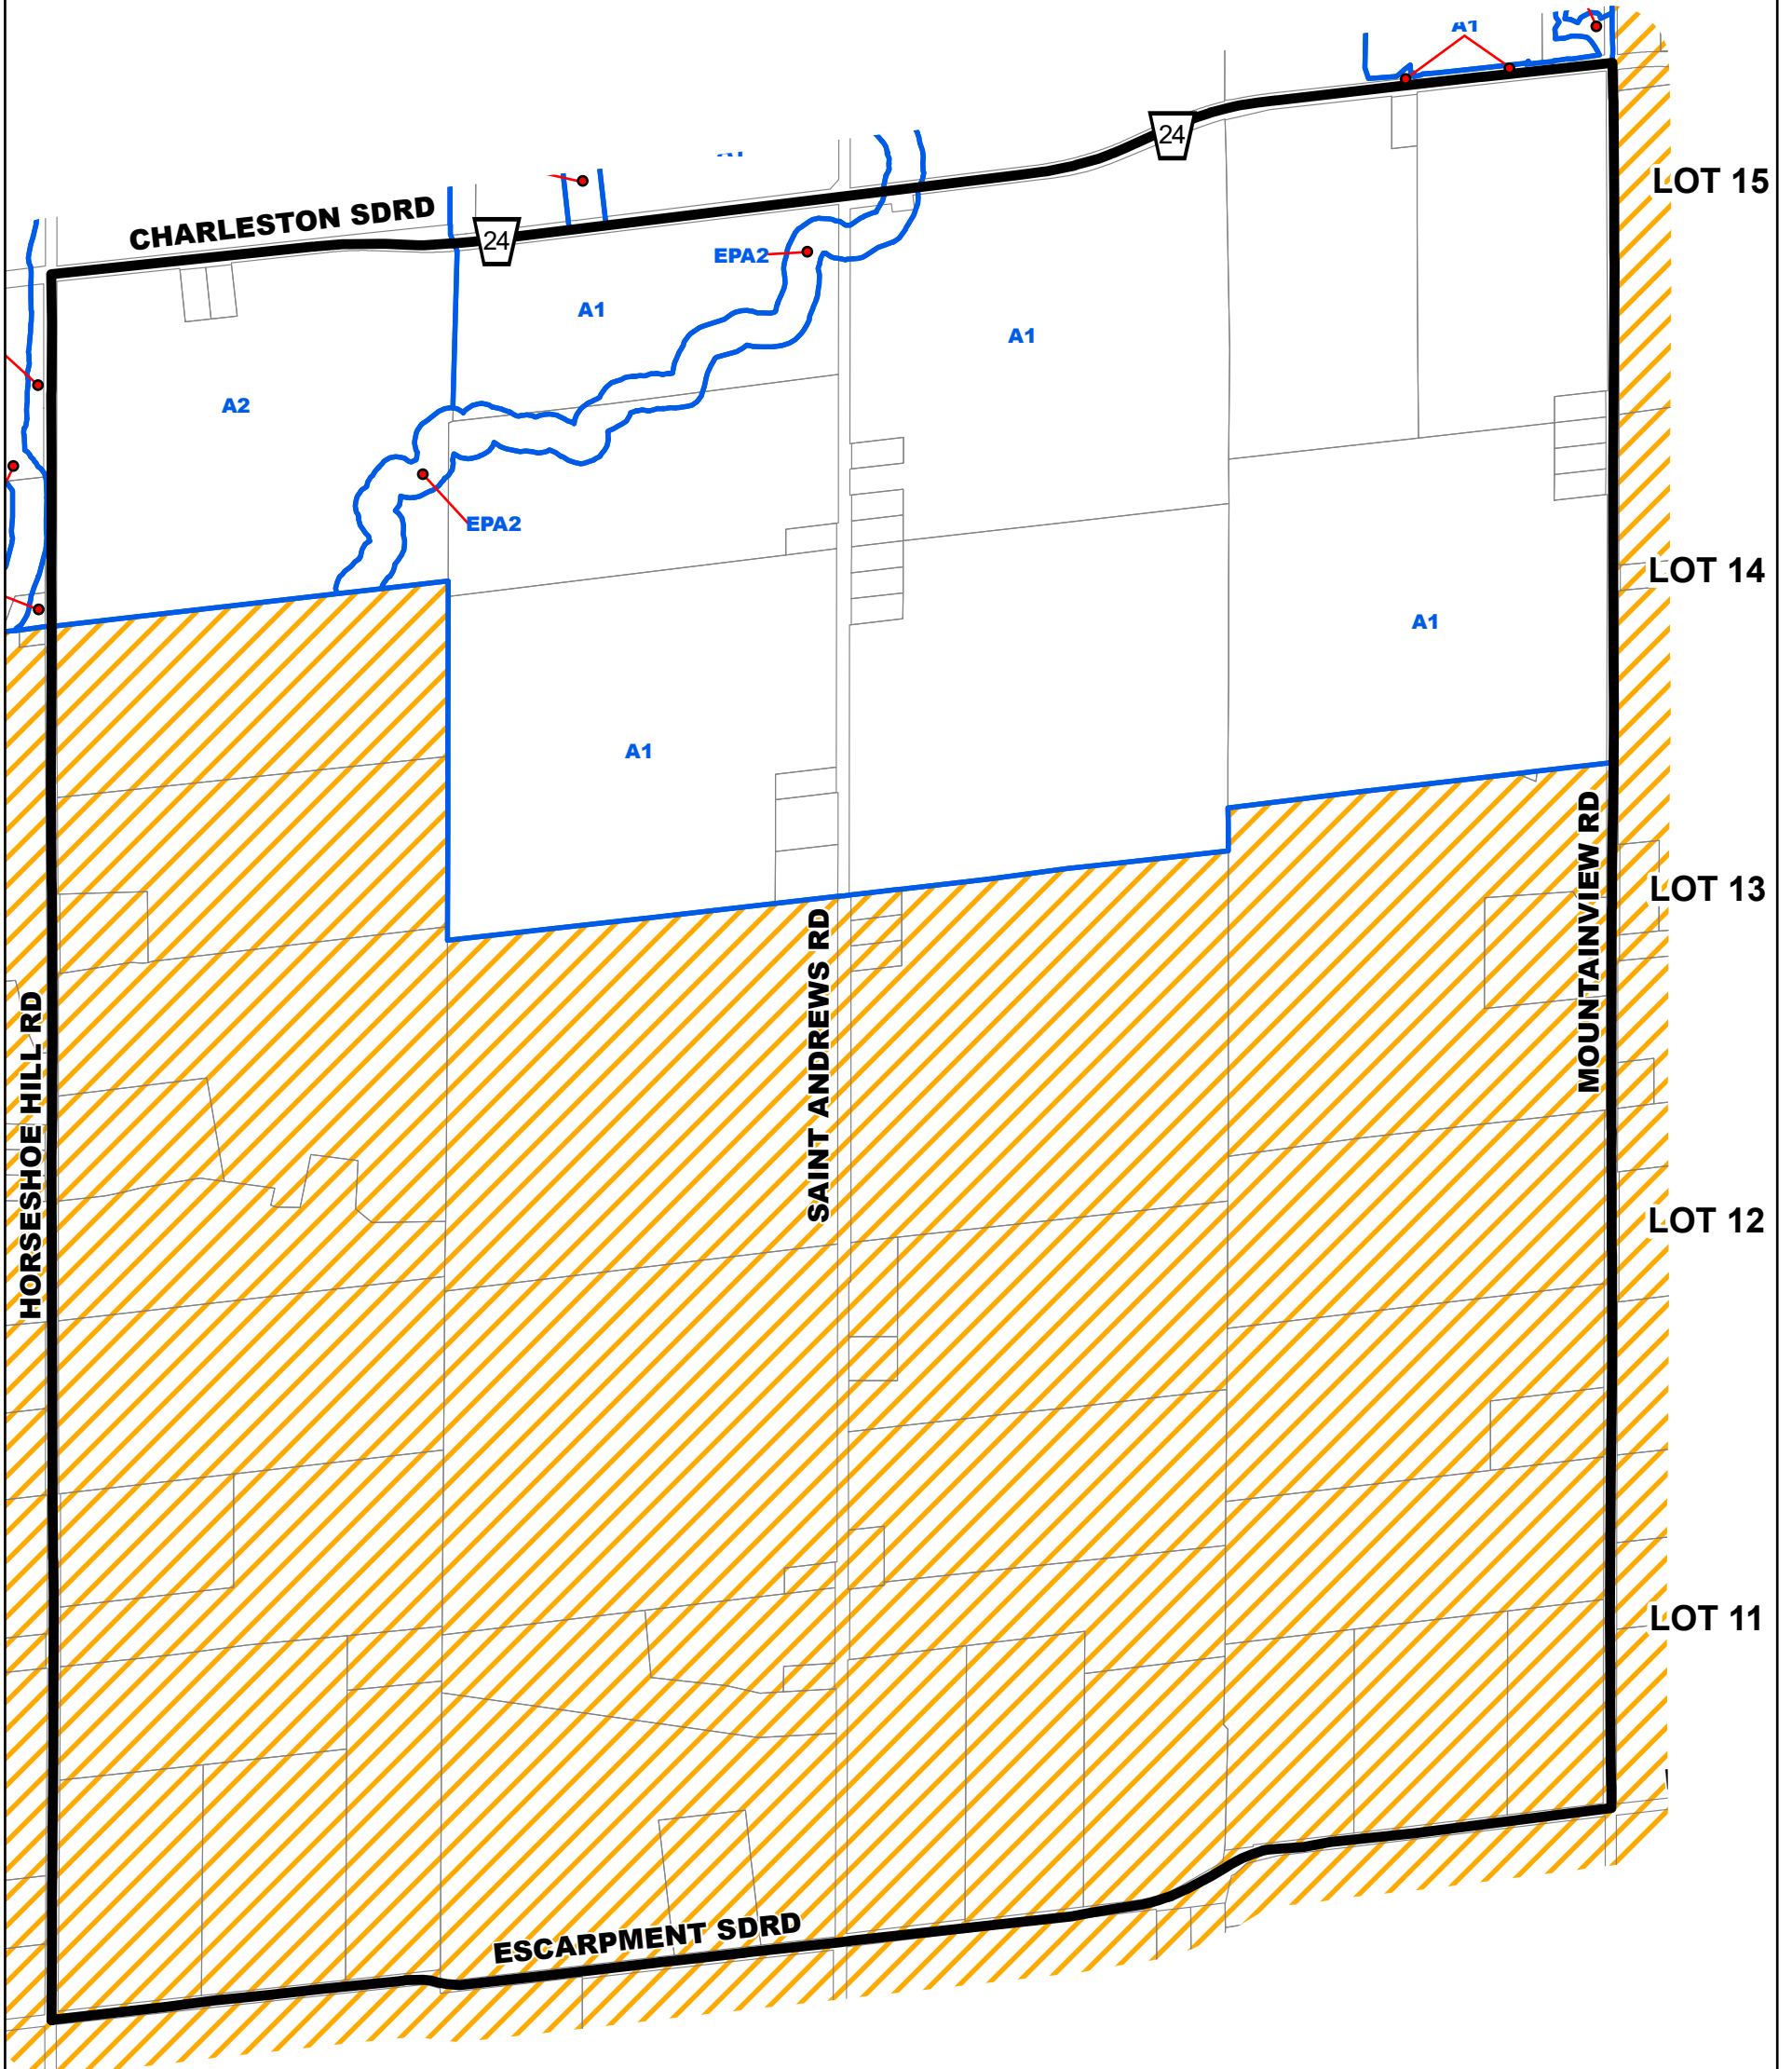 A1
24
A1
LOT 15
CHARLESTON SDRD
24
EPA2
A1
A1
A2
EPA2
LOT 14
A1
A1
LOT 13
MOUNTAINVIEW RD
SAINT ANDREWS RD
HORSESHOE HILL RD
LOT 12
LOT 11
ESCARPMENT SDRD